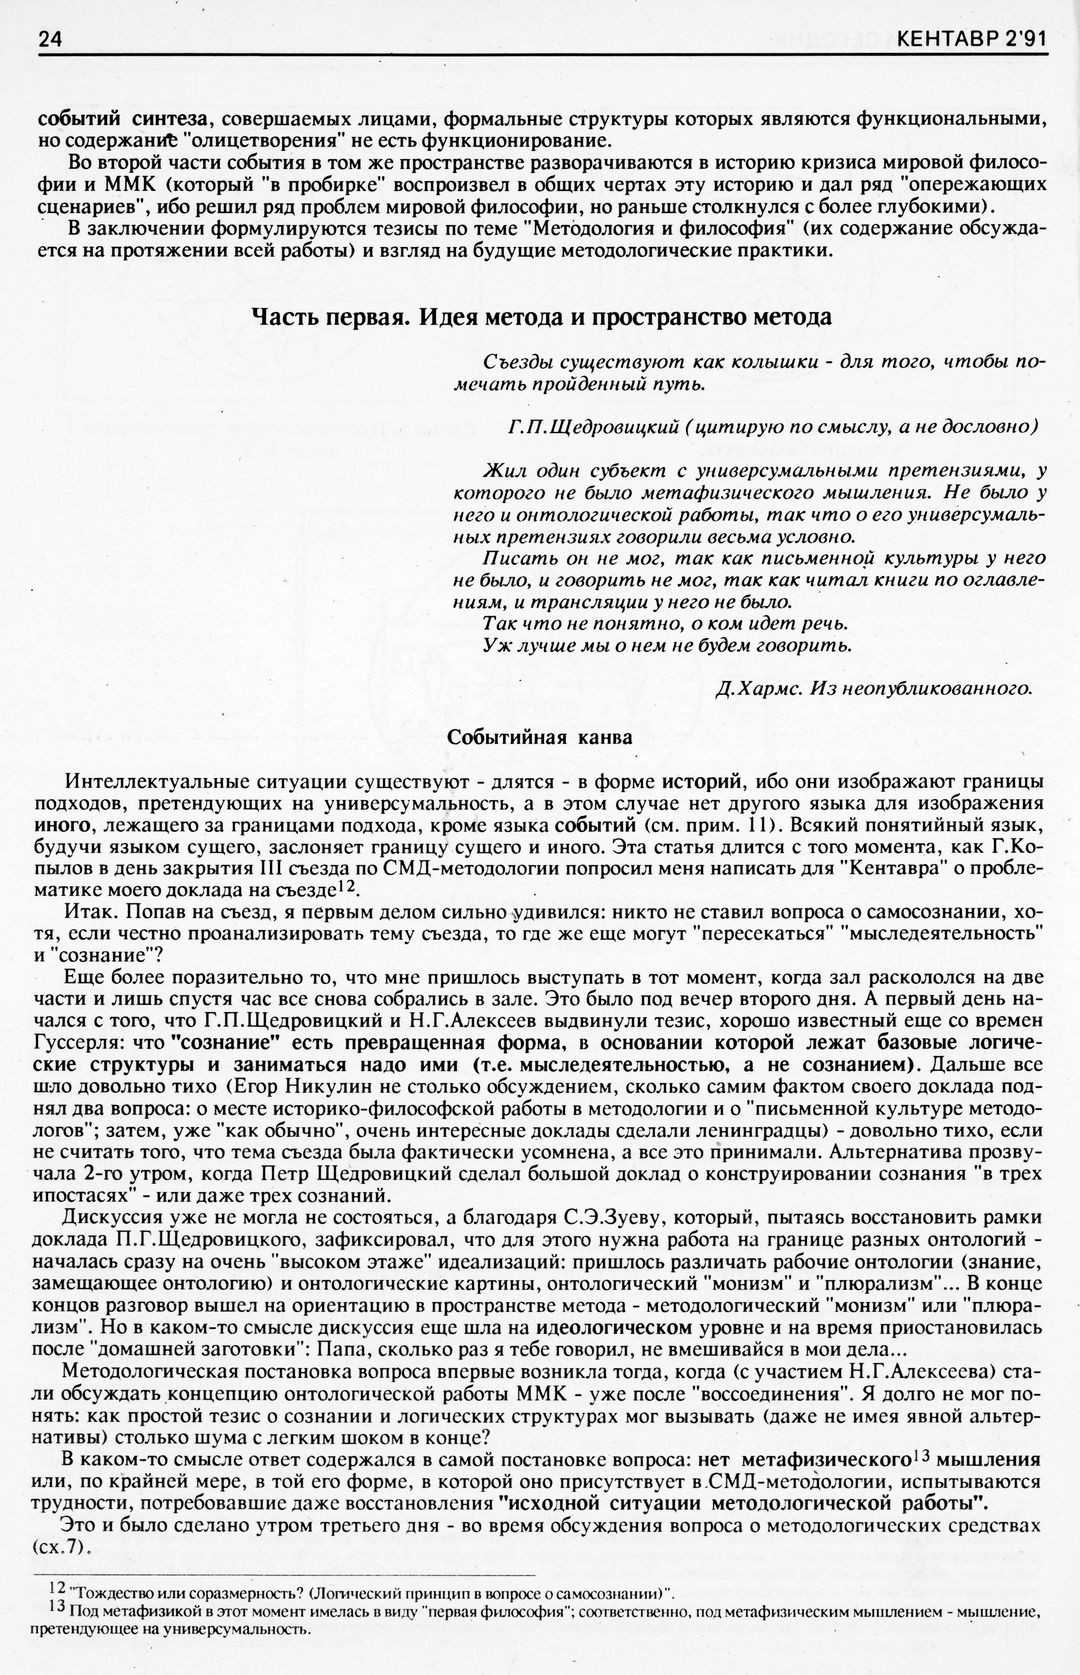 24 КЕНТАВР 2'91
событий синтеза, совершаемых лицами, формальные структуры которых являются функциональными,
но содержание "олицетворения" не есть функционирование.
Во второй части события в том же пространстве разворачиваются в историю кризиса мировой филосо-
фии и ММК (который "в пробирке" воспроизвел в общих чертах эту историю и дал ряд "опережающих
сценариев", ибо решил ряд проблем мировой философии, но раньше столкнулся с более глубокими).
В заключении формулируются тезисы по теме "Методология и философия" (их содержание обсужда-
ется на протяжении всей работы) и взгляд на будущие методологические практики.
Часть первая. Идея метода и пространство метода
Съезды существуют как колышки - для того, чтобы по-
мечать пройденный путь.
Г.П.Щедровицкий (цитирую по смыслу, а не дословно)
Жил один субъект с универсумальными претензиями, у
которого не было метафизического мышления. Не было у
него и онтологической работы, так что о его универсумаль-
ных претензиях говорили весьма условно.
Писать он не мог, так как письменной культуры у него
не было, и говорить не мог, так как читал книги по оглавле-
ниям, и трансляции у него не было.
Так что не понятно, о ком идет речь.
Уж лучше мы о нем не будем говорить.
Д.Хармс. Из неопубликованного.
Событийная канва
Интеллектуальные ситуации существуют - длятся - в форме историй, ибо они изображают границы
подходов, претендующих на универсумальность, а в этом случае нет другого языка для изображения
иного, лежащего за границами подхода, кроме языка событий (см. прим. 11). Всякий понятийный язык,
будучи языком сущего, заслоняет границу сущего и иного. Эта статья длится с того момента, как Г.Ко-
пылов в день закрытия III съезда по СМД-методологии попросил меня написать для "Кентавра" о пробле-
матике моего доклада на съезде12.
Итак. Попав на съезд, я первым делом сильно удивился: никто не ставил вопроса о самосознании, хо-
тя, если честно проанализировать тему съезда, то где же еще могут "пересекаться" "мыследеятельность"
и "сознание"?
Еще более поразительно то, что мне пришлось выступать в тот момент, когда зал раскололся на две
части и лишь спустя час все снова собрались в зале. Это было под вечер второго дня. А первый день на-
чался с того, что Г.П.Щедровицкий и Н.Г.Алексеев выдвинули тезис, хорошо известный еще со времен
Гуссерля: что "сознание" есть превращенная форма, в основании которой лежат базовые логиче-
ские структуры и заниматься надо ими (т.е. мыследеятельностью, а не сознанием). Дальше все
шло довольно тихо (Егор Никулин не столько обсуждением, сколько самим фактом своего доклада под-
нял два вопроса: о месте историко-философской работы в методологии и о "письменной культуре методо-
логов"; затем, уже "как обычно", очень интересные доклады сделали ленинградцы) - довольно тихо, если
не считать того, что тема съезда была фактически усомнена, а все это принимали. Альтернатива прозву-
чала 2-го утром, когда Петр Щедровицкий сделал большой доклад о конструировании сознания "в трех
ипостасях" - или даже трех сознаний.
Дискуссия уже не могла не состояться, а благодаря С.Э.Зуеву, который, пытаясь восстановить рамки
доклада П.Г.Щедровицкого, зафиксировал, что для этого нужна работа на границе разных онтологий -
началась сразу на очень "высоком этаже" идеализаций: пришлось различать рабочие онтологии (знание,
замещающее онтологию) и онтологические картины, онтологический "монизм" и "плюрализм"... В конце
концов разговор вышел на ориентацию в пространстве метода - методологический "монизм" или "плюра-
лизм". Но в каком-то смысле дискуссия еще шла на идеологическом уровне и на время приостановилась
после "домашней заготовки": Папа, сколько раз я тебе говорил, не вмешивайся в мои дела...
Методологическая постановка вопроса впервые возникла тогда, когда (с участием Н.Г.Алексеева) ста-
ли обсуждать концепцию онтологической работы ММК - уже после "воссоединения". Я долго не мог по-
нять: как простой тезис о сознании и логических структурах мог вызывать (даже не имея явной альтер-
нативы) столько шума с легким шоком в конце?
В каком-то смысле ответ содержался в самой постановке вопроса: нет метафизического13 мышления
или, по крайней мере, в той его форме, в которой оно присутствует в СМД-методологии, испытываются
трудности, потребовавшие даже восстановления "исходной ситуации методологической работы".
Это и было сделано утром третьего дня - во время обсуждения вопроса о методологических средствах
(сх.7).
12 "Тождество или соразмерность? (Логический принцип в вопросе о самосознании)".
13 Под метафизикой в этот момент имелась в виду "первая философия"; соответственно, под метафизическим мышлением - мышление,
претендующее на универсумальность.